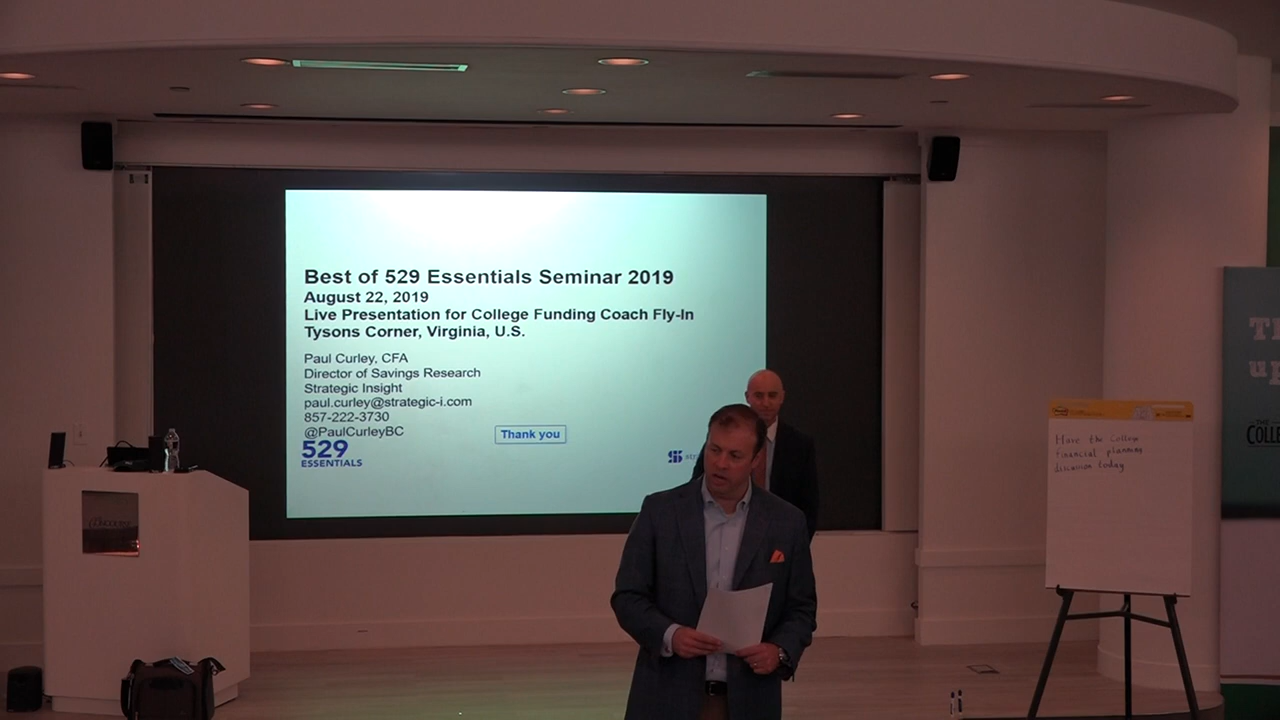 Best of 529 Essentials Seminar 2019
August 22, 2019
Live Presentation for College Funding Coach Fly-In
Tysons Corner, Virginia, U.S.
Paul Curley, CFA
Director of Savings Research
Strategic Insight
paul.curley@strategic-i.com
857-222-3730
@PaulCurleyBC
Thank you
529
ESSENTIALS
Have the College
financial planning
discussion today
THE
COLLE